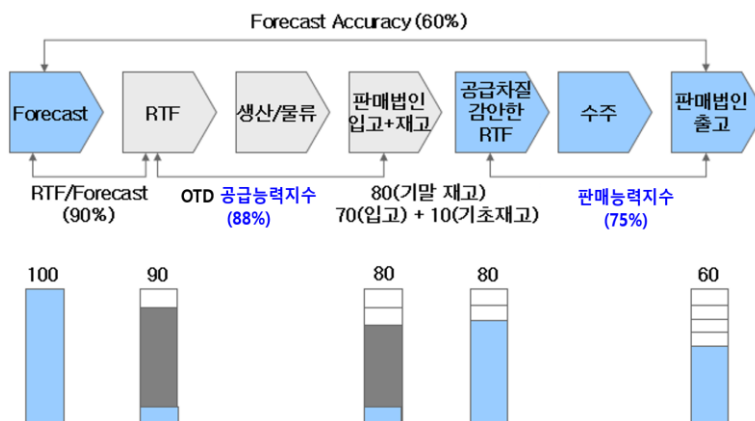 Forecast Accuracy (60%)
Forecast
RTF
생산/물류
판매법인
입고+재고
공급차질
감안한
RTF
수주
판매법인
출고
RTF/Forecast
(90%)
OTD 공급능력지수
(88%)
80(기말 재고)
70(입고) + 10(기초재고)
판매능력지수
(75%)
100
90
80
80
60